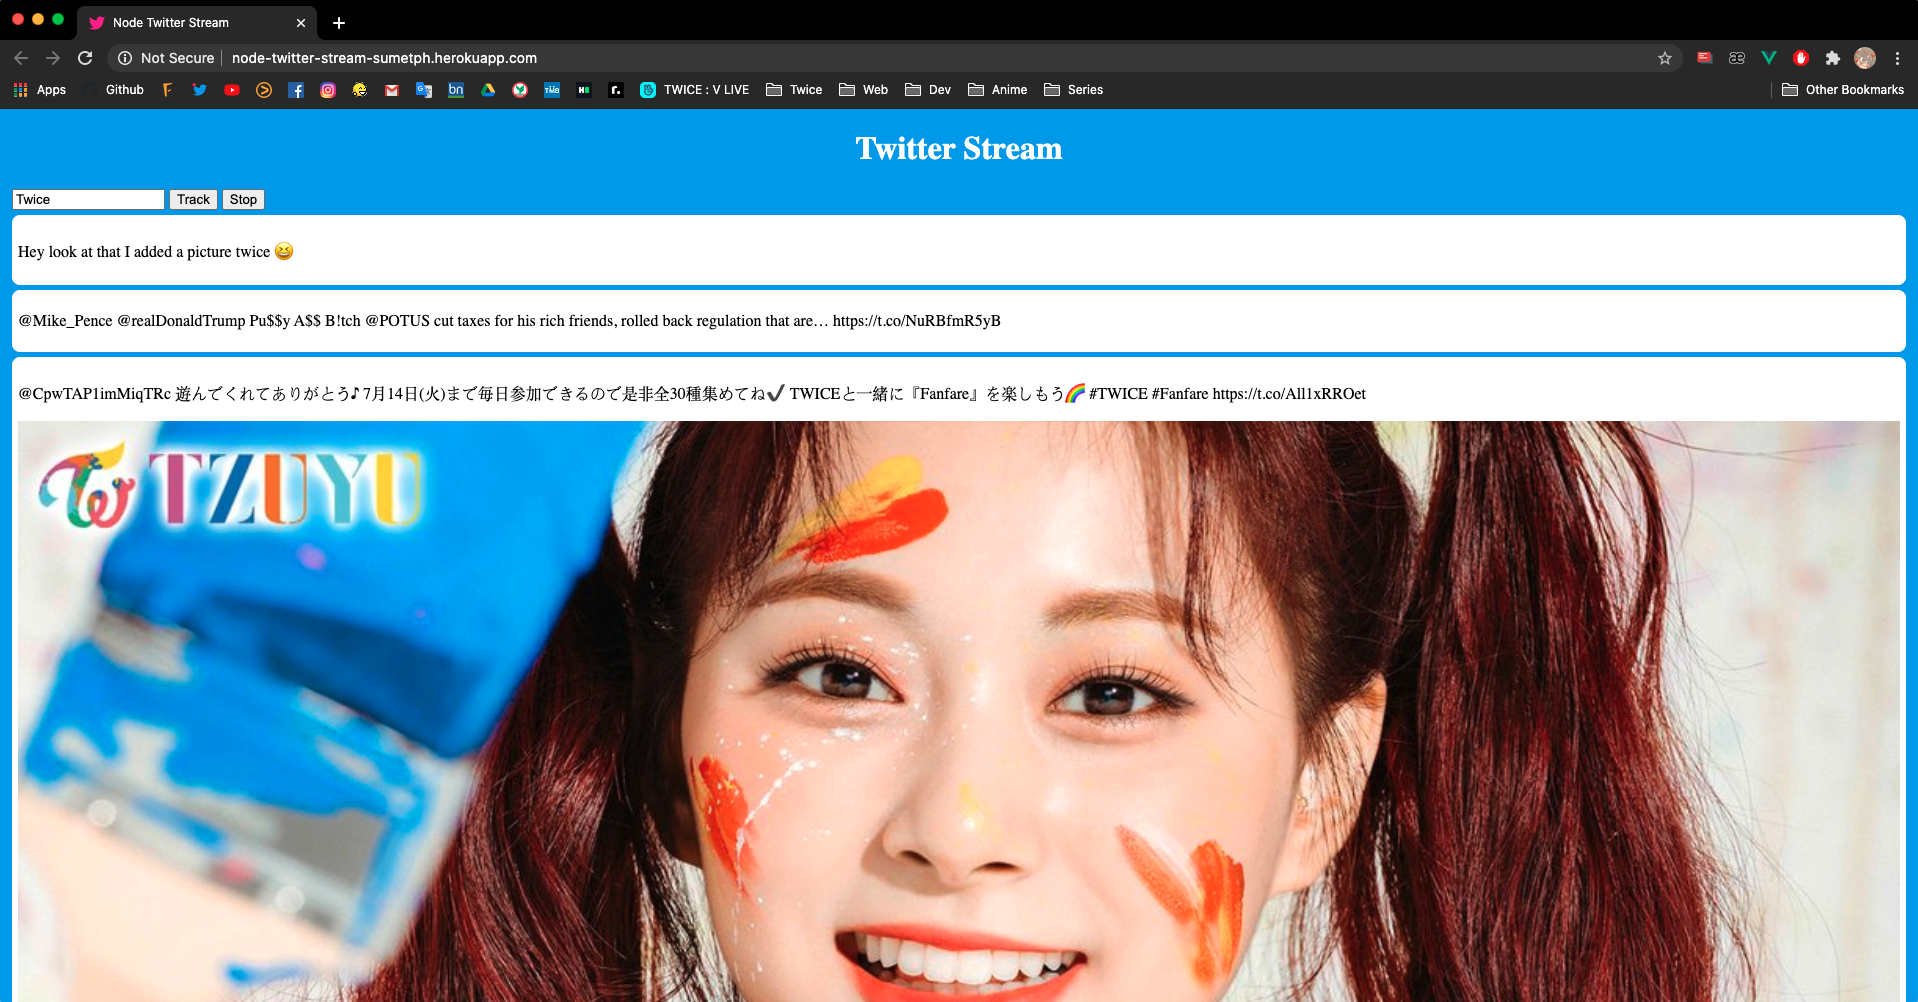 Node Twitter Stream
Not Secure
node-twitter-stream-sumetph.herokuapp.com
Apps
Github
bn
TMB
H
r.
TWICE : V LIVE
Twice
Web
Dev
Anime
Series
Other Bookmarks
Twitter Stream
Twice
Track
Stop
Hey look at that I added a picture twice 😆
@Mike_Pence @realDonaldTrump Pu$$y A$$ B!tch @POTUS cut taxes for his rich friends, rolled back regulation that are… https://t.co/NuRBfmR5yB
@CpwTAP1imMiqTRc 遊んでくれてありがとう♪ 7月14日(火)まで毎日参加できるので是非全30種集めてね✔️ TWICEと一緒に『Fanfare』を楽しもう🌈 #TWICE #Fanfare https://t.co/All1xRROet
TW TZUYU